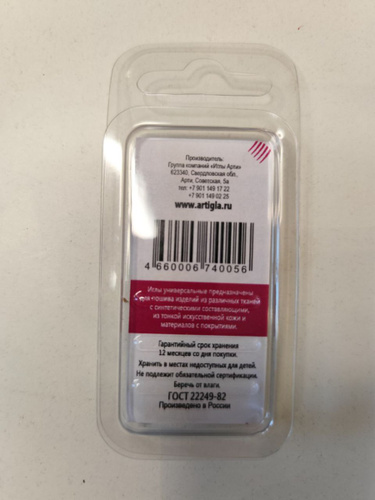 Производитель:
Группа компаний «Иглы Арти»
623340, Свердловская обл.,
Арти, Советская, 5а
тел: +7 901 149 17 22
+7 901 149 02 25
www.artigla.ru
4 660006 740056
Иглы универсальные предназначены
для пошива изделий из различных тканей
с синтетическими составляющими,
из тонкой искусственной кожи и
материалов с покрытиями.
Гарантийный срок хранения
12 месяцев со дня покупки.
Хранить в местах недоступных для детей.
Не подлежит обязательной сертификации.
Беречь от влаги.
ГОСТ 22249-82
Произведено в России